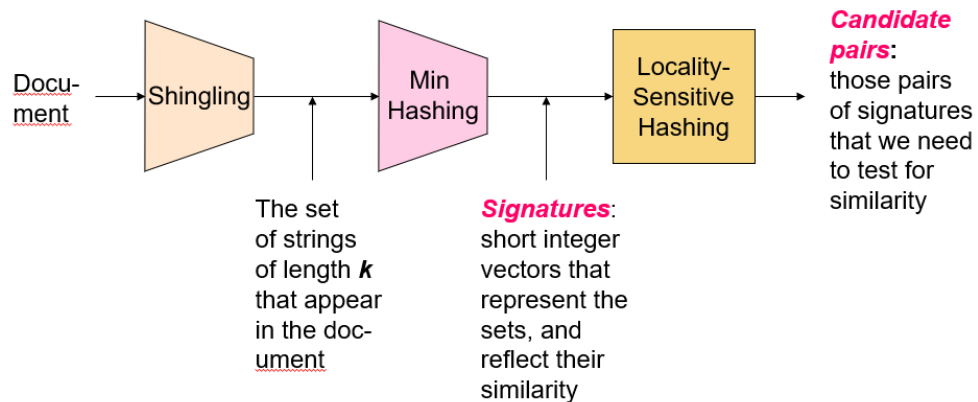 Docu-
ment
Shingling
The set
of strings
of length k
that appear
in the doc-
ument
Min
Hashing
Signatures:
short integer
vectors that
represent the
sets, and
reflect their
similarity
Locality-
Sensitive
Hashing
Candidate
pairs:
those pairs
of signatures
that we need
to test for
similarity